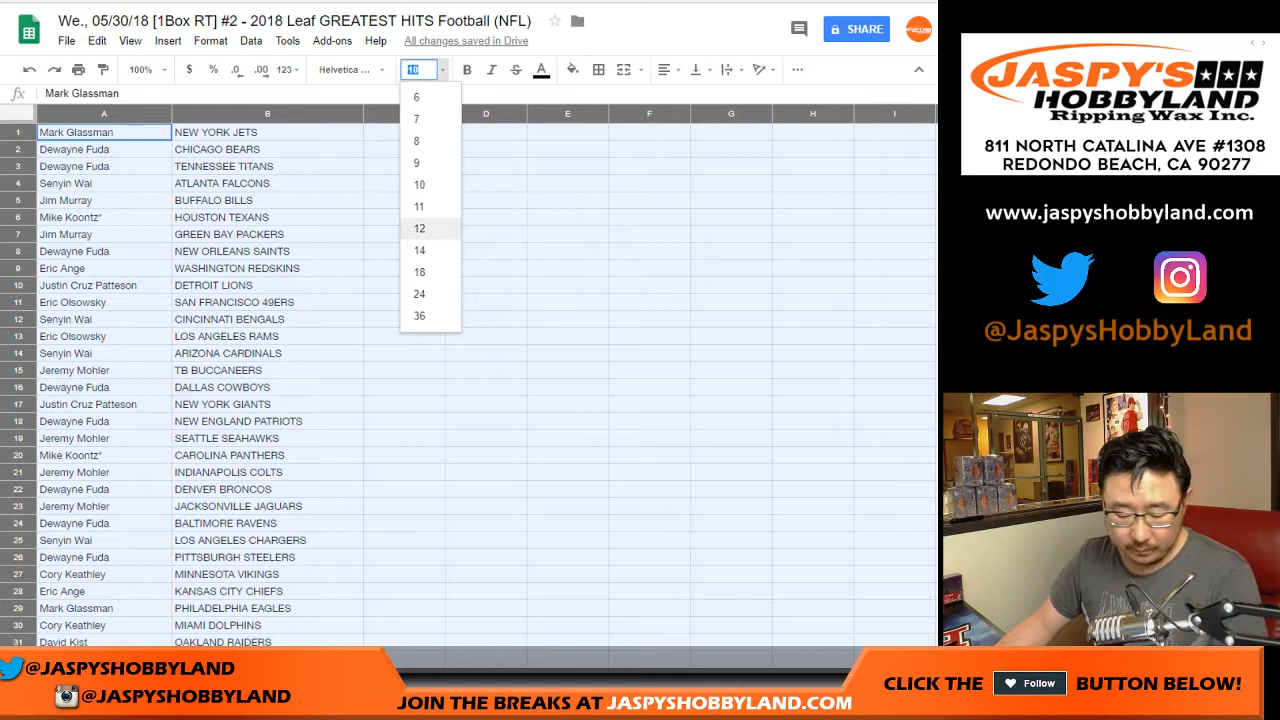 We., 05/30/18 [1Box RT] #2 - 2018 Leaf GREATEST HITS Football (NFL)
File Edit View Insert Format Data Tools Add-ons Help All changes saved in Drive
SHARE
100% $ % .0 .00 123 Helvetica ... 10 B I S A
fx Mark Glassman
A B D E F G H I
1 Mark Glassman NEW YORK JETS
2 Dewayne Fuda CHICAGO BEARS
3 Dewayne Fuda TENNESSEE TITANS
4 Senyin Wai ATLANTA FALCONS
5 Jim Murray BUFFALO BILLS
6 Mike Koontz* HOUSTON TEXANS
7 Jim Murray GREEN BAY PACKERS
8 Dewayne Fuda NEW ORLEANS SAINTS
9 Eric Ange WASHINGTON REDSKINS
10 Justin Cruz Patteson DETROIT LIONS
11 Eric Olsowsky SAN FRANCISCO 49ERS
12 Senyin Wai CINCINNATI BENGALS
13 Eric Olsowsky LOS ANGELES RAMS
14 Senyin Wai ARIZONA CARDINALS
15 Jeremy Mohler TB BUCCANEERS
16 Dewayne Fuda DALLAS COWBOYS
17 Justin Cruz Patteson NEW YORK GIANTS
18 Dewayne Fuda NEW ENGLAND PATRIOTS
19 Jeremy Mohler SEATTLE SEAHAWKS
20 Mike Koontz* CAROLINA PANTHERS
21 Jeremy Mohler INDIANAPOLIS COLTS
22 Dewayne Fuda DENVER BRONCOS
23 Jeremy Mohler JACKSONVILLE JAGUARS
24 Dewayne Fuda BALTIMORE RAVENS
25 Senyin Wai LOS ANGELES CHARGERS
26 Dewayne Fuda PITTSBURGH STEELERS
27 Cory Keathley MINNESOTA VIKINGS
28 Eric Ange KANSAS CITY CHIEFS
29 Mark Glassman PHILADELPHIA EAGLES
30 Cory Keathley MIAMI DOLPHINS
31 David Kist OAKLAND RAIDERS
6
7
8
9
10
11
12
14
18
24
36
JASPY'S
HOBBYLAND
Ripping Wax Inc.
811 NORTH CATALINA AVE #1308
REDONDO BEACH, CA 90277
www.jaspyshobbyland.com
@JaspysHobbyLand
@JASPYSHOBBYLAND
@JASPYSHOBBYLAND
JOIN THE BREAKS AT JASPYSHOBBYLAND.COM
CLICK THE Follow BUTTON BELOW!